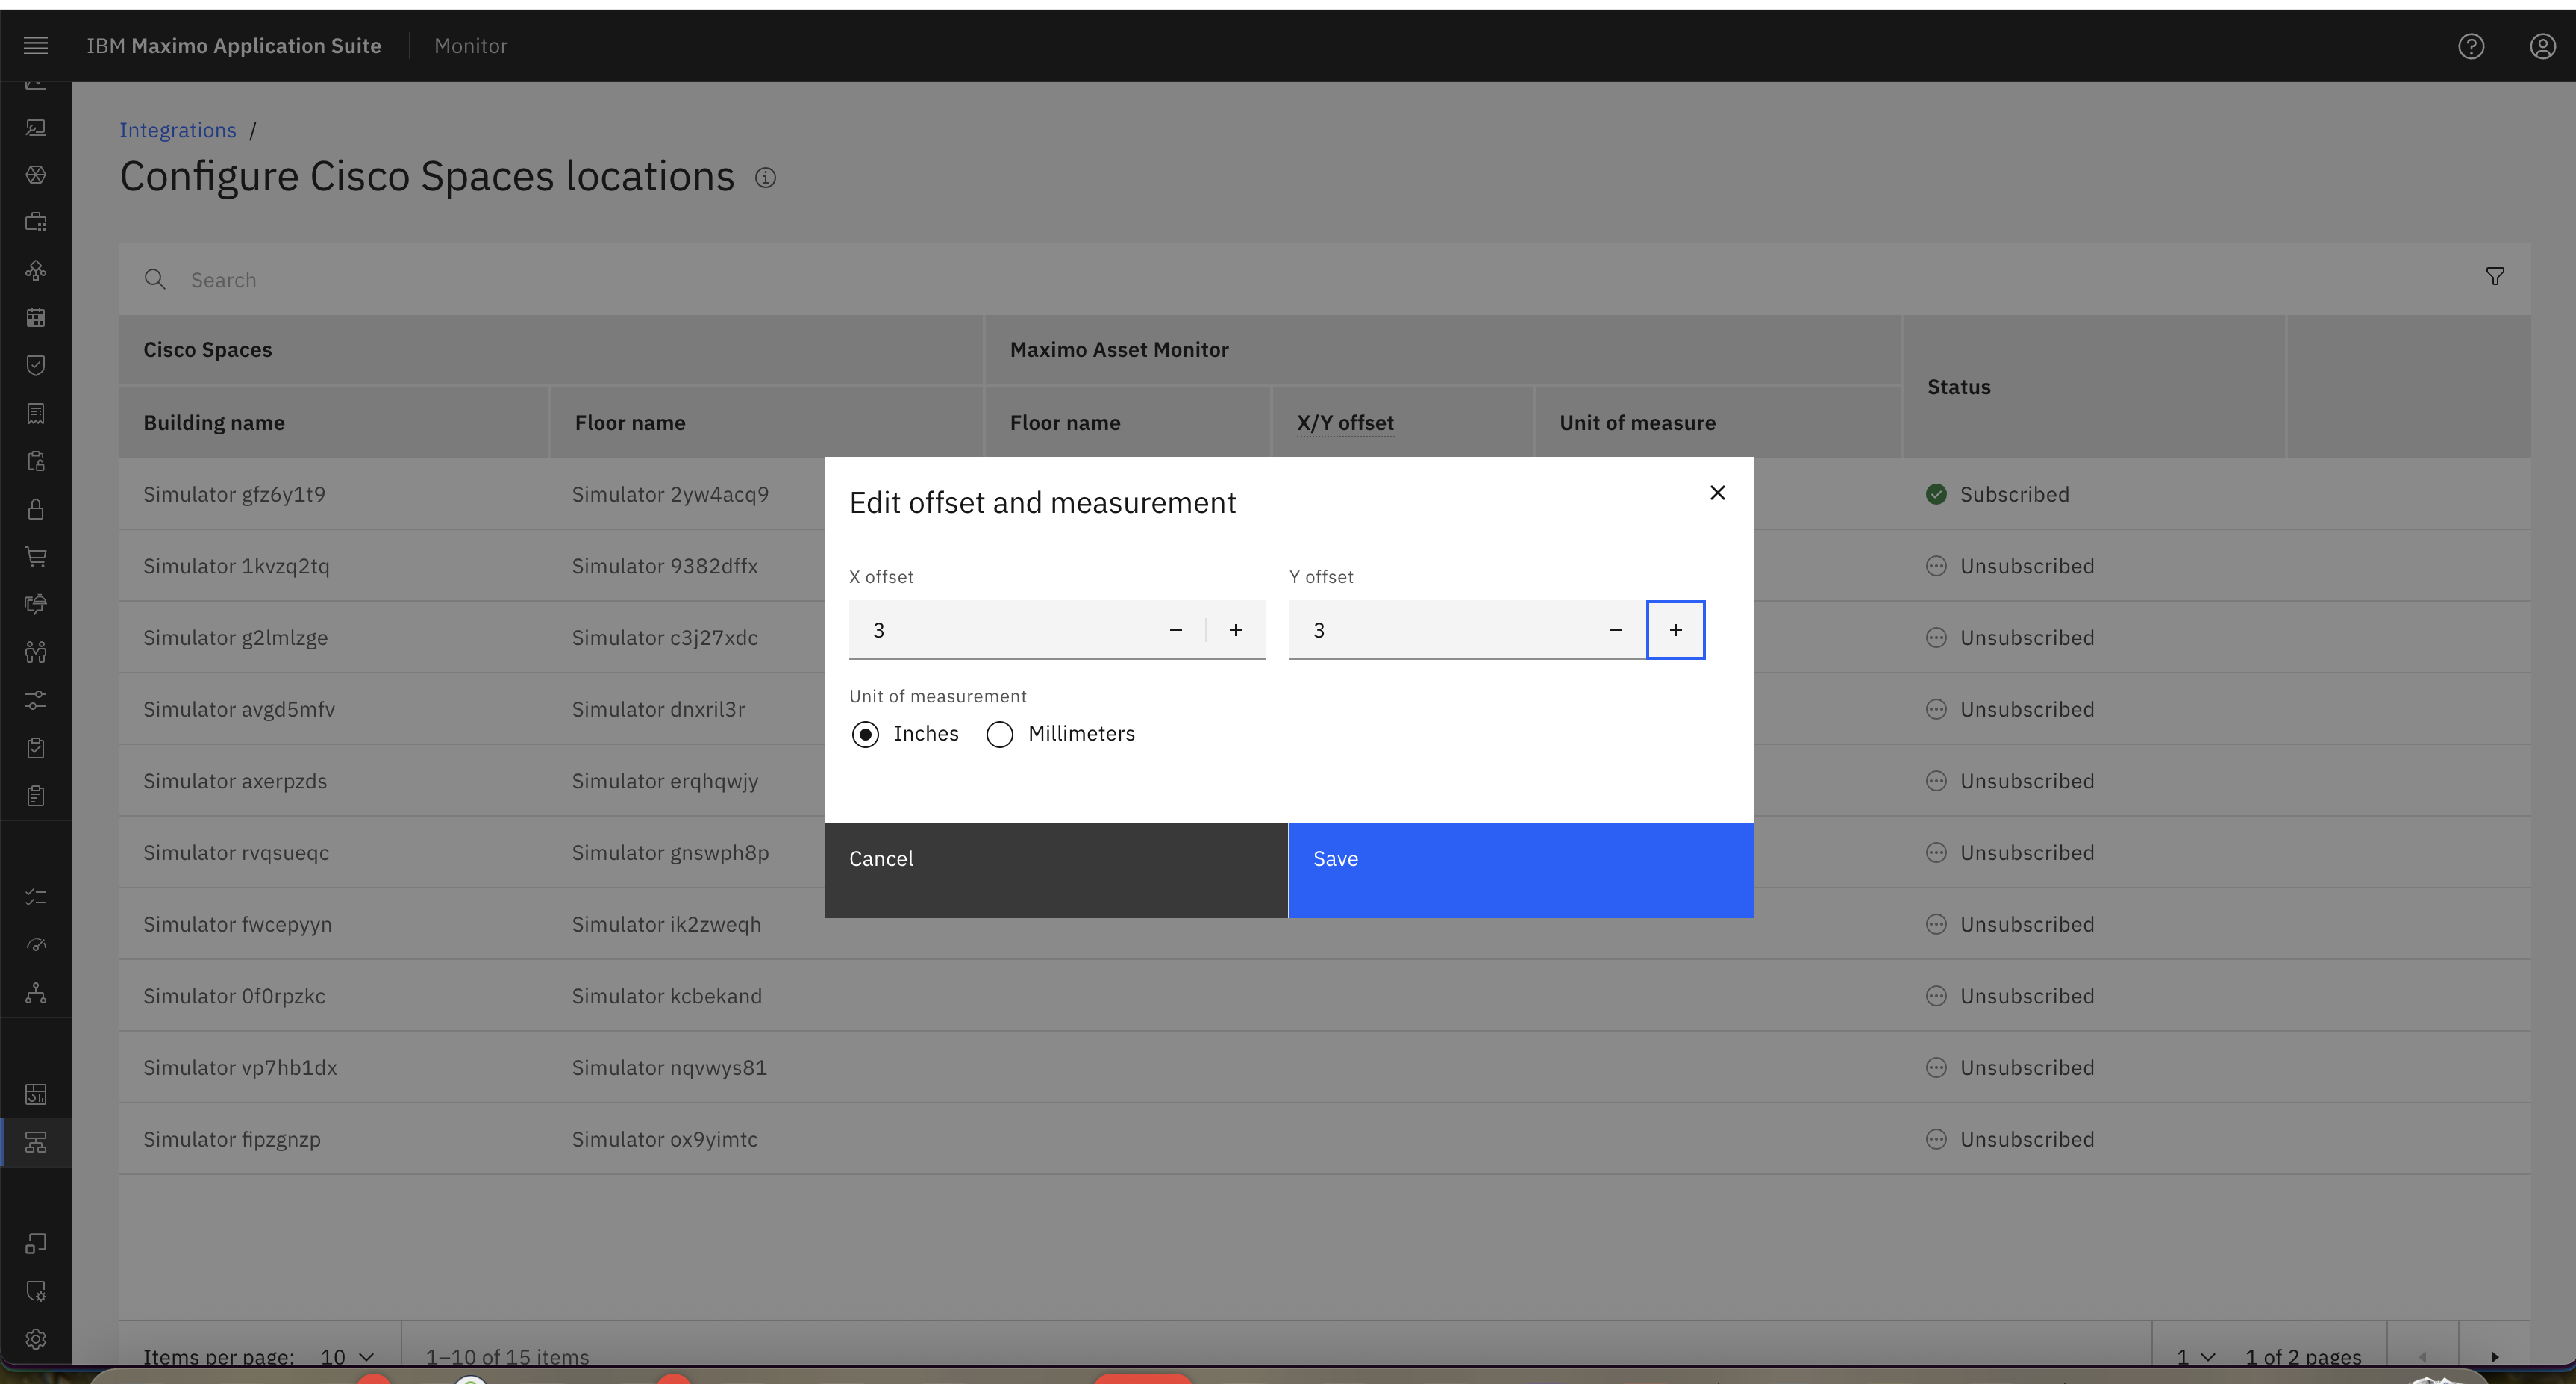 IBM Maximo Application Suite Monitor
Integrations /
Configure Cisco Spaces locations
Search
Cisco Spaces Maximo Asset Monitor Status
Building name Floor name Floor name X/Y offset Unit of measure
Simulator gfz6y1t9 Simulator 2yw4acq9 Subscribed
Simulator 1kvzq2tq Simulator 9382dffx Unsubscribed
Simulator g2lmlzge Simulator c3j27xdc Unsubscribed
Simulator avgd5mfv Simulator dnxril3r Unsubscribed
Simulator axerpzds Simulator erqhqwjy Unsubscribed
Simulator rvqsueqc Simulator gnswph8p Unsubscribed
Simulator fwcepyyn Simulator ik2zweqh Unsubscribed
Simulator 0f0rpzkc Simulator kcbekand Unsubscribed
Simulator vp7hb1dx Simulator nqvwys81 Unsubscribed
Simulator fipzgnzp Simulator ox9yimtc Unsubscribed
Edit offset and measurement
X offset Y offset
3 3
Unit of measurement
Inches Millimeters
Cancel Save
Items per page: 10 1–10 of 15 items 1 1 of 2 pages